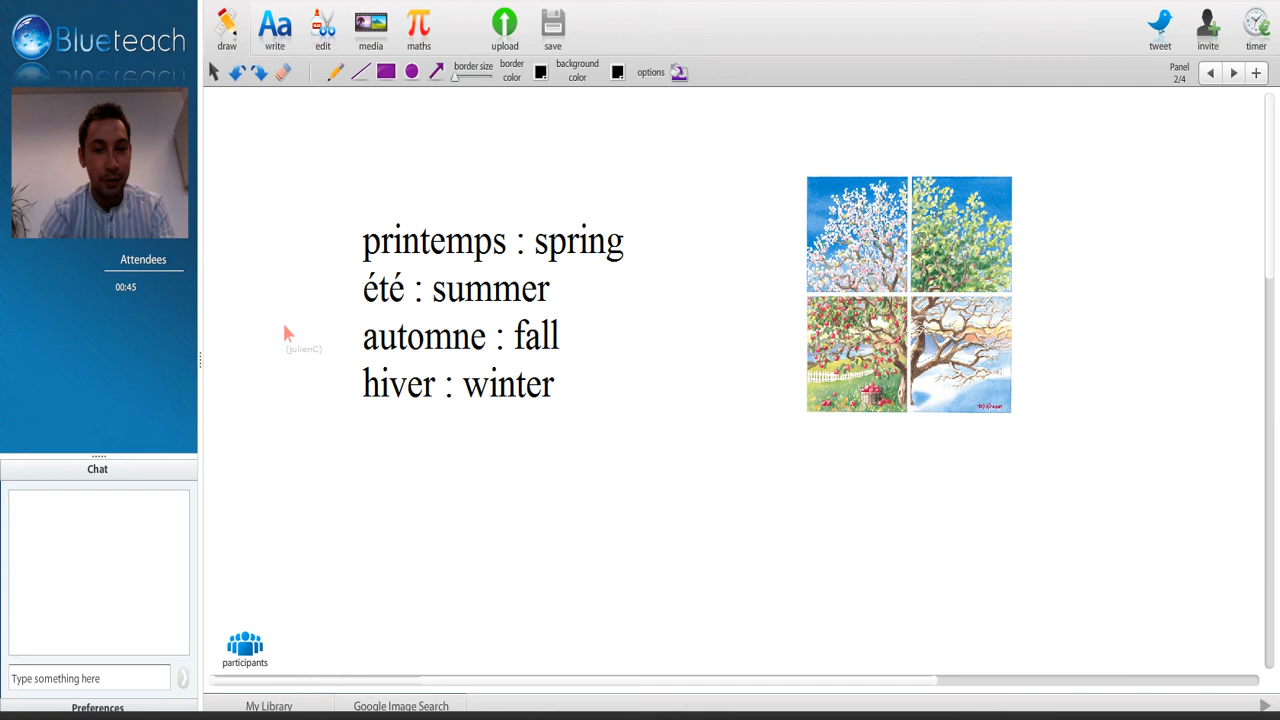 Blueteach
draw
write
edit
media
maths
upload
save
tweet
invite
timer
border size
border color
background color
options
Panel 2/4
Attendees
00:45
printemps : spring
été : summer
automne : fall
hiver : winter
(julienC)
Chat
Type something here
Preferences
participants
My Library
Google Image Search